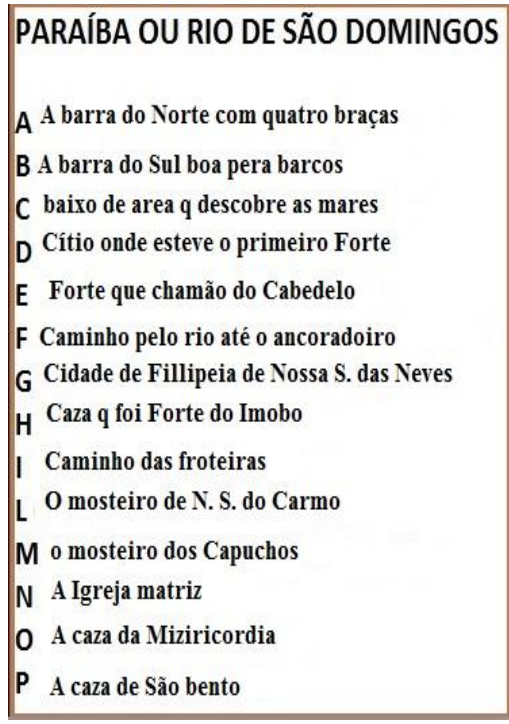 PARAÍBA OU RIO DE SÃO DOMINGOS
A A barra do Norte com quatro braças
B A barra do Sul boa pera barcos
C baixo de area q descobre as mares
D Cítio onde esteve o primeiro Forte
E Forte que chamão do Cabedelo
F Caminho pelo rio até o ancoradoiro
G Cidade de Fillipeia de Nossa S. das Neves
H Caza q foi Forte do Imobo
I Caminho das froteiras
L O mosteiro de N. S. do Carmo
M o mosteiro dos Capuchos
N A Igreja matriz
O A caza da Miziricordia
P A caza de São bento